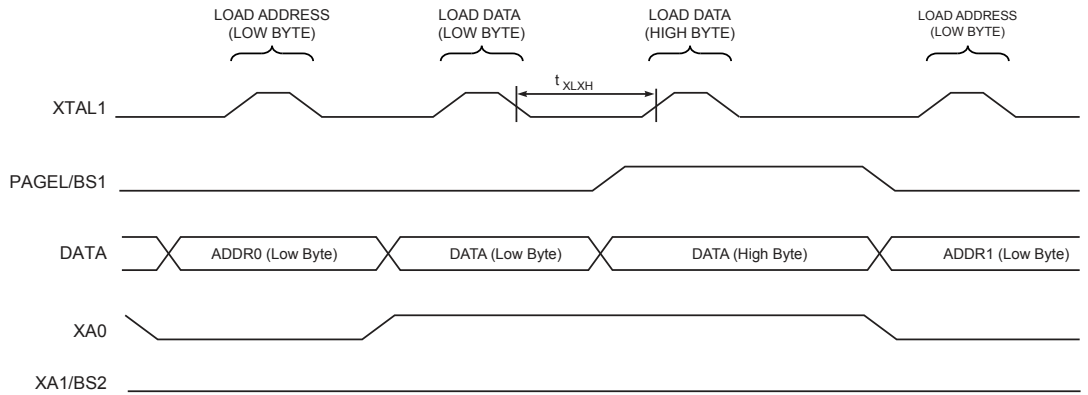 LOAD ADDRESS
(LOW BYTE)
LOAD DATA
(LOW BYTE)
LOAD DATA
(HIGH BYTE)
LOAD ADDRESS
(LOW BYTE)
t XLXH
XTAL1
PAGEL/BS1
DATA
ADDR0 (Low Byte)
DATA (Low Byte)
DATA (High Byte)
ADDR1 (Low Byte)
XA0
XA1/BS2